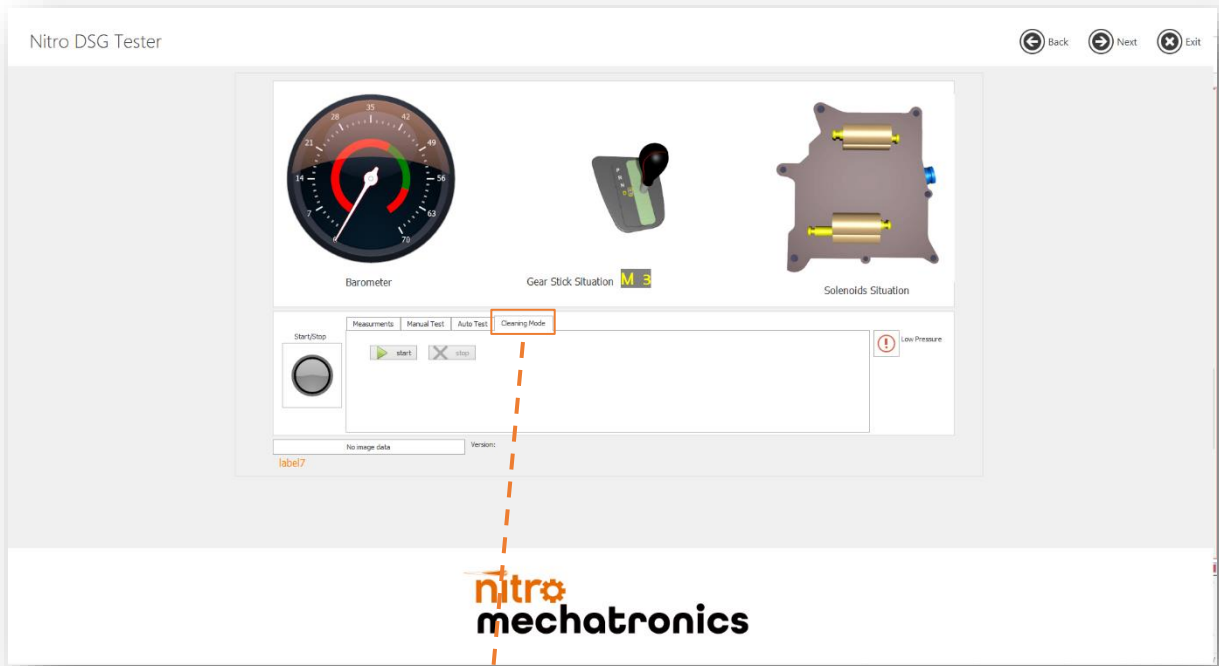 Nitro DSG Tester
Back
Next
Exit
35
28
42
21
49
14
56
7
63
0
70
P
R
N
D
Barometer
Gear Stick Situation M 3
Solenoids Situation
Measurments Manual Test Auto Test Cleaning Mode
Start/Stop
start stop
Low Pressure
No image data
Version:
label7
nitro
mechatronics